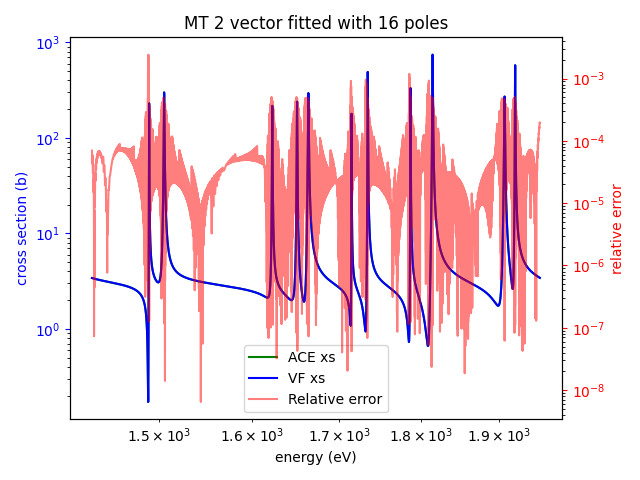 MT 2 vector fitted with 16 poles
10³
10²
10¹
10⁰
cross section (b)
10⁻³
10⁻⁴
10⁻⁵
10⁻⁶
10⁻⁷
10⁻⁸
relative error
ACE xs
VF xs
Relative error
1.5 × 10³ 1.6 × 10³ 1.7 × 10³ 1.8 × 10³ 1.9 × 10³
energy (eV)